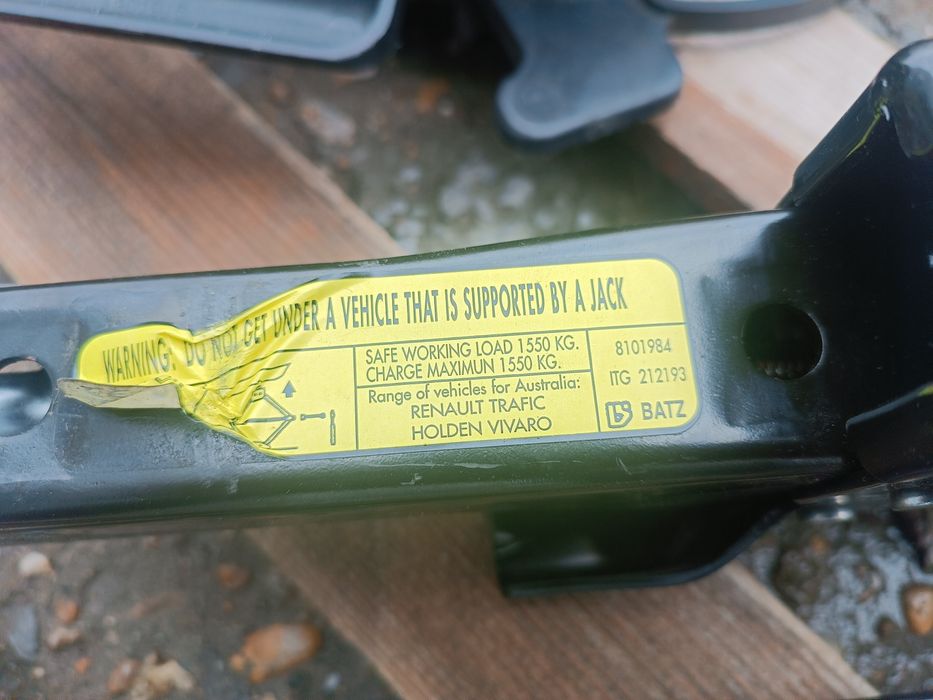 WARNING: DO NOT GET UNDER A VEHICLE THAT IS SUPPORTED BY A JACK
SAFE WORKING LOAD 1550 KG.
CHARGE MAXIMUN 1550 KG.
Range of vehicles for Australia:
RENAULT TRAFIC
HOLDEN VIVARO
8101984
ITG 212193
BATZ